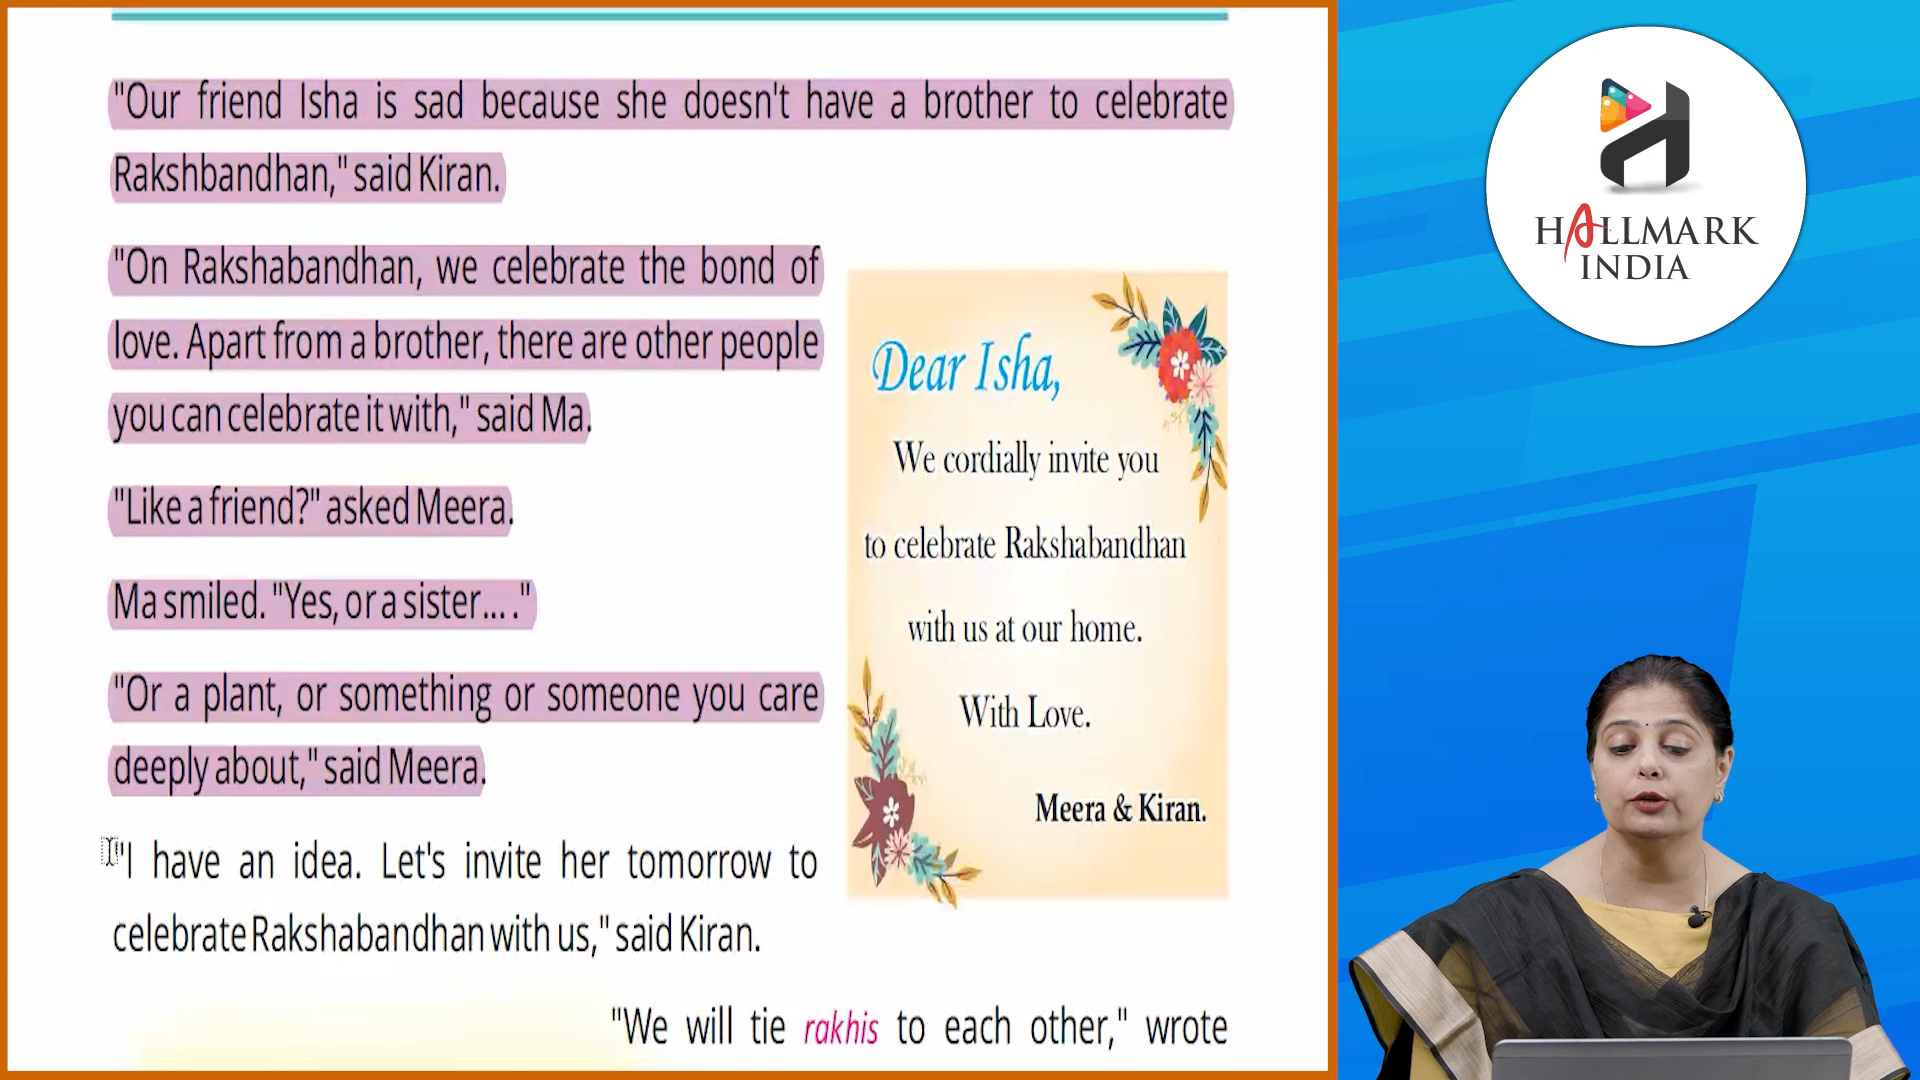 "Our friend Isha is sad because she doesn't have a brother to celebrate
Rakshbandhan," said Kiran.
"On Rakshabandhan, we celebrate the bond of
love. Apart from a brother, there are other people
you can celebrate it with," said Ma.
"Like a friend?" asked Meera.
Ma smiled. "Yes, or a sister... ."
"Or a plant, or something or someone you care
deeply about," said Meera.
"I have an idea. Let's invite her tomorrow to
celebrate Rakshabandhan with us," said Kiran.
"We will tie rakhis to each other," wrote
Dear Isha,
We cordially invite you
to celebrate Rakshabandhan
with us at our home.
With Love.
Meera & Kiran.
HALLMARK
INDIA